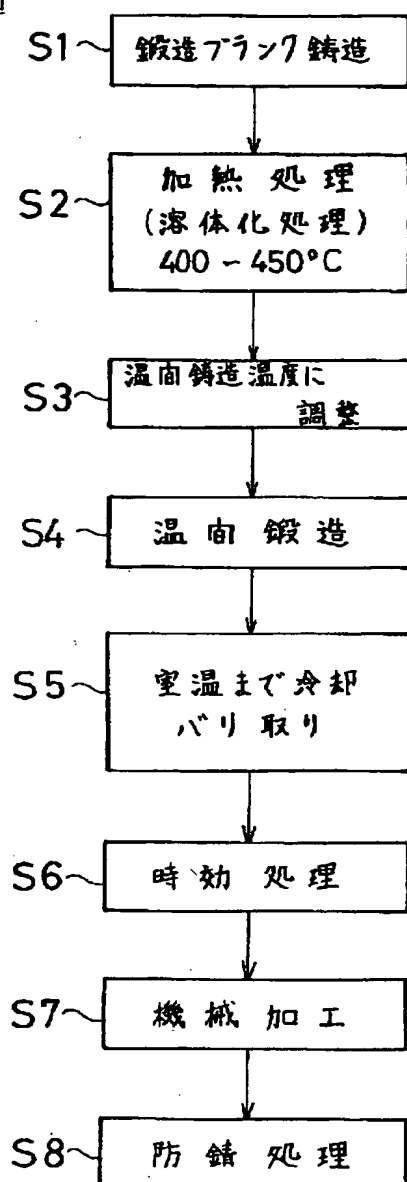 S1 鍛造ブランク鋳造
加熱処理
S2 (溶体化処理)
400-450°C
温間鋳造温度に
S3 調整
S4 温間鍛造
S5 室温まで冷却
バリ取り
S6 時効処理
S7 機械加工
S8 防錆処理